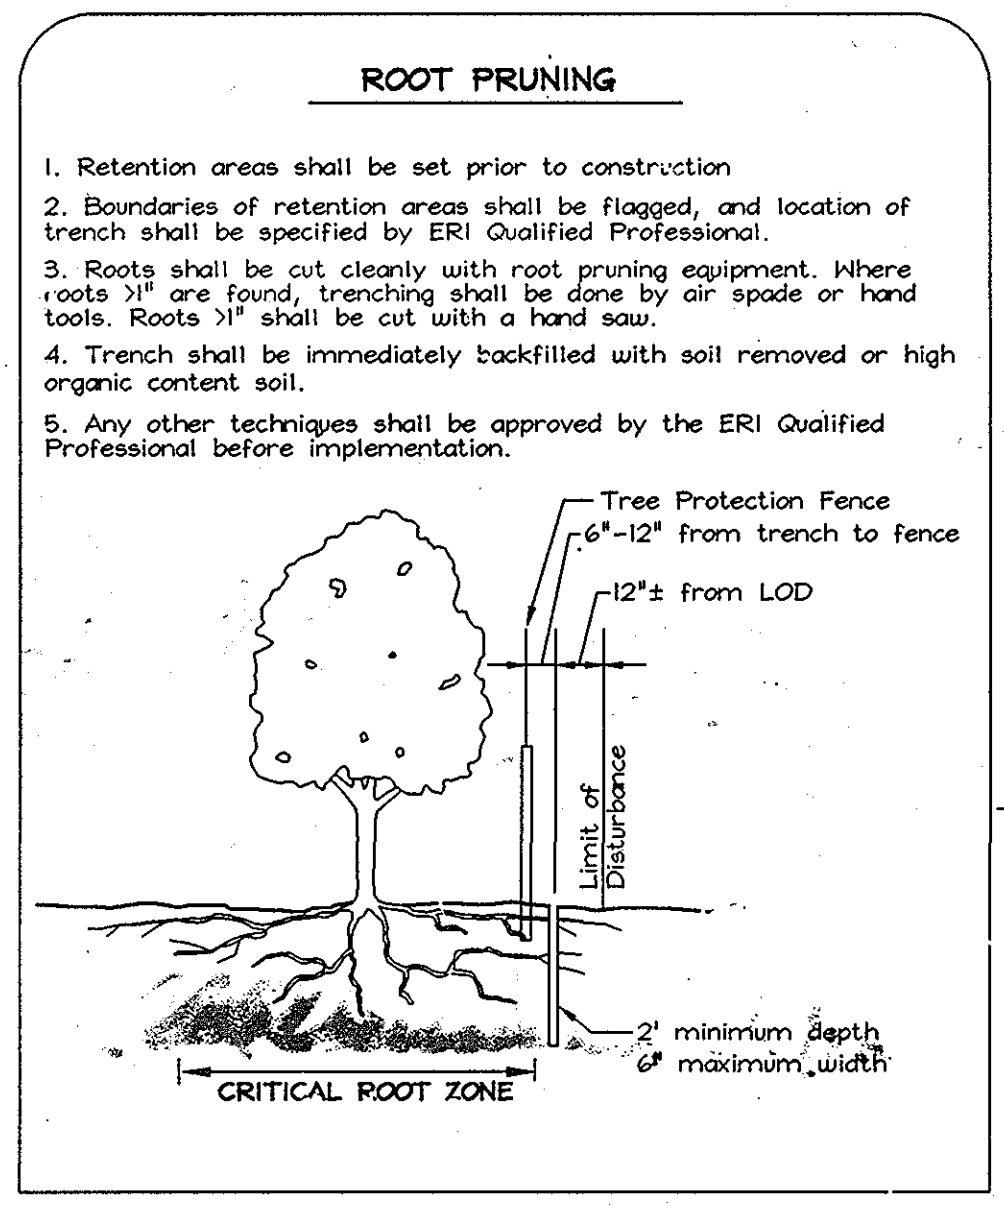 ROOT PRUNING
1. Retention areas shall be set prior to construction
2. Boundaries of retention areas shall be flagged, and location of
trench shall be specified by ERI Qualified Professional.
3. Roots shall be cut cleanly with root pruning equipment. Where
roots >1" are found, trenching shall be done by air spade or hand
tools. Roots >1" shall be cut with a hand saw.
4. Trench shall be immediately backfilled with soil removed or high
organic content soil.
5. Any other techniques shall be approved by the ERI Qualified
Professional before implementation.
Tree Protection Fence
6"-12" from trench to fence
12"± from LOD
Limit of
Disturbance
2' minimum depth
6" maximum width
CRITICAL ROOT ZONE